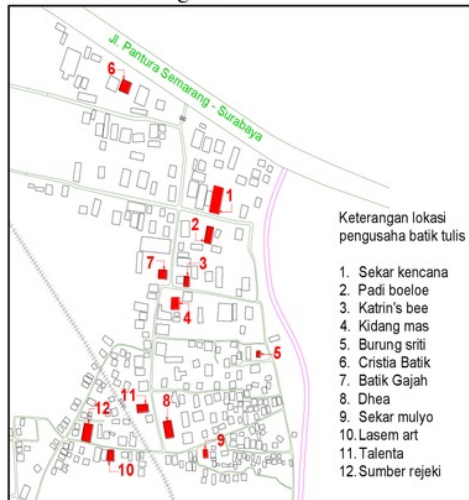 Jl. Pantura Semarang - Surabaya
6
1
2
7
3
4
5
11
8
12
9
10
Keterangan lokasi
pengusaha batik tulis
1. Sekar kencana
2. Padi boeloe
3. Katrin's bee
4. Kidang mas
5. Burung sriti
6. Cristia Batik
7. Batik Gajah
8. Dhea
9. Sekar mulyo
10. Lasem art
11. Talenta
12. Sumber rejeki